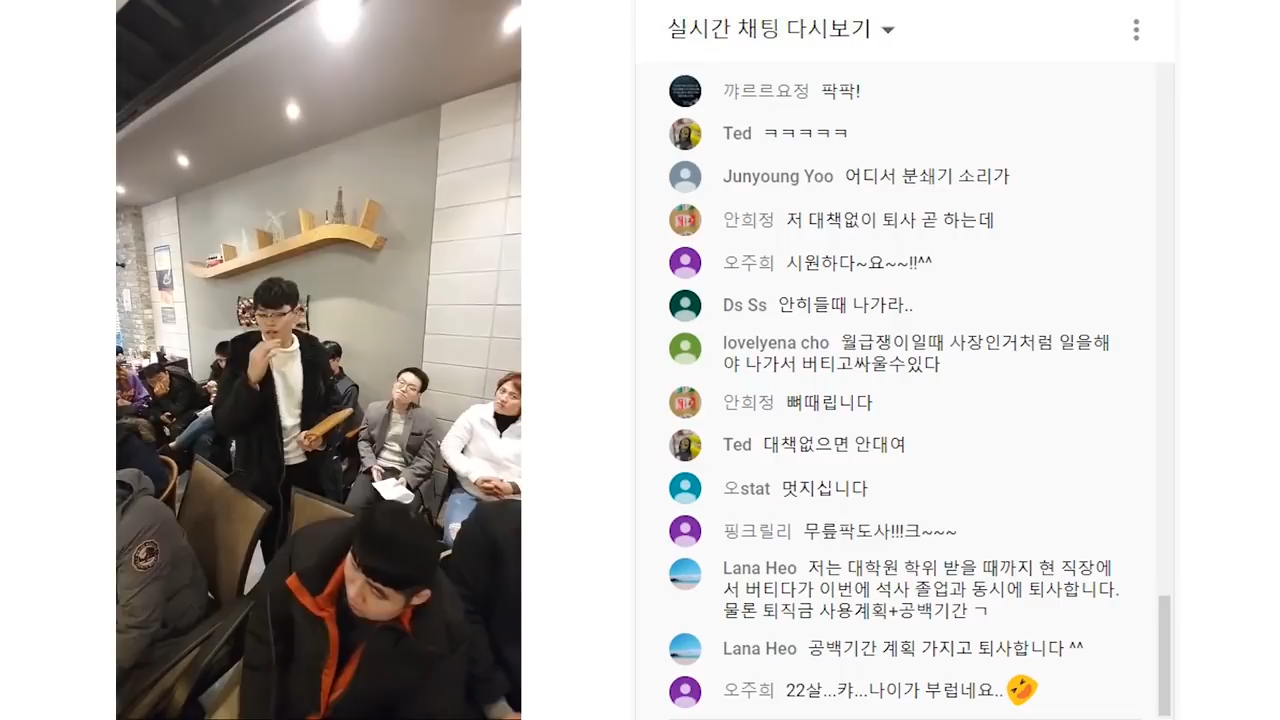 실시간 채팅 다시보기
꺄르르요정 팍팍!
Ted ㅋㅋㅋㅋㅋ
Junyoung Yoo 어디서 분쇄기 소리가
안희정 저 대책없이 퇴사 곧 하는데
오주희 시원하다~요~~!!^^
Ds Ss 안히들때 나가라..
lovelyena cho 월급쟁이일때 사장인거처럼 일을해
야 나가서 버티고싸울수있다
안희정 뼈때립니다
Ted 대책없으면 안대여
오stat 멋지십니다
핑크릴리 무릎팍도사!!!크~~~
Lana Heo 저는 대학원 학위 받을 때까지 현 직장에
서 버티다가 이번에 석사 졸업과 동시에 퇴사합니다.
물론 퇴직금 사용계획+공백기간 ㄱ
Lana Heo 공백기간 계획 가지고 퇴사합니다 ^^
오주희 22살...캬...나이가 부럽네요..